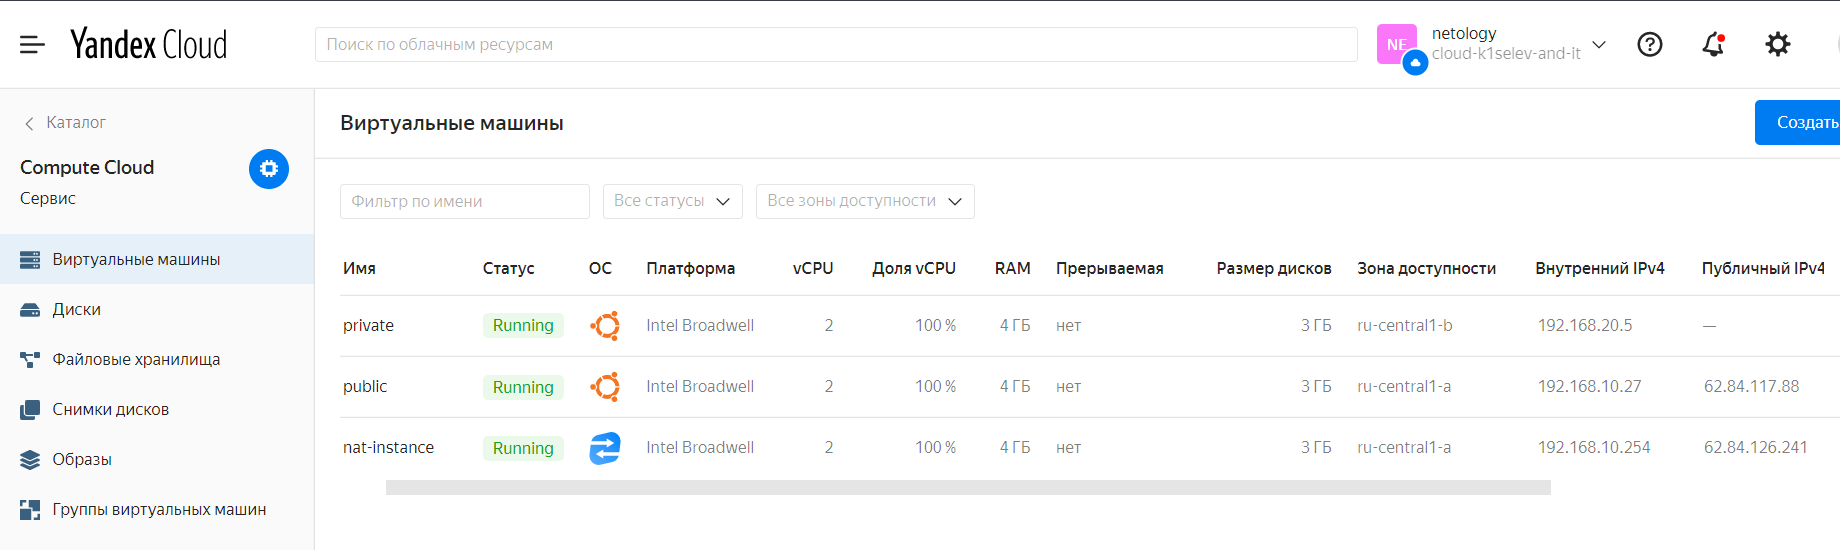 Yandex Cloud
Поиск по облачным ресурсам
NE
netology
cloud-k1selev-and-it
Каталог
Compute Cloud
Сервис
Виртуальные машины
Диски
Файловые хранилища
Снимки дисков
Образы
Группы виртуальных машин
Виртуальные машины
Создать
Фильтр по имени
Все статусы
Все зоны доступности
Имя Статус ОС Платформа vCPU Доля vCPU RAM Прерываемая Размер дисков Зона доступности Внутренний IPv4 Публичный IPv4
private Running Intel Broadwell 2 100 % 4 ГБ нет 3 ГБ ru-central1-b 192.168.20.5 —
public Running Intel Broadwell 2 100 % 4 ГБ нет 3 ГБ ru-central1-a 192.168.10.27 62.84.117.88
nat-instance Running Intel Broadwell 2 100 % 4 ГБ нет 3 ГБ ru-central1-a 192.168.10.254 62.84.126.241